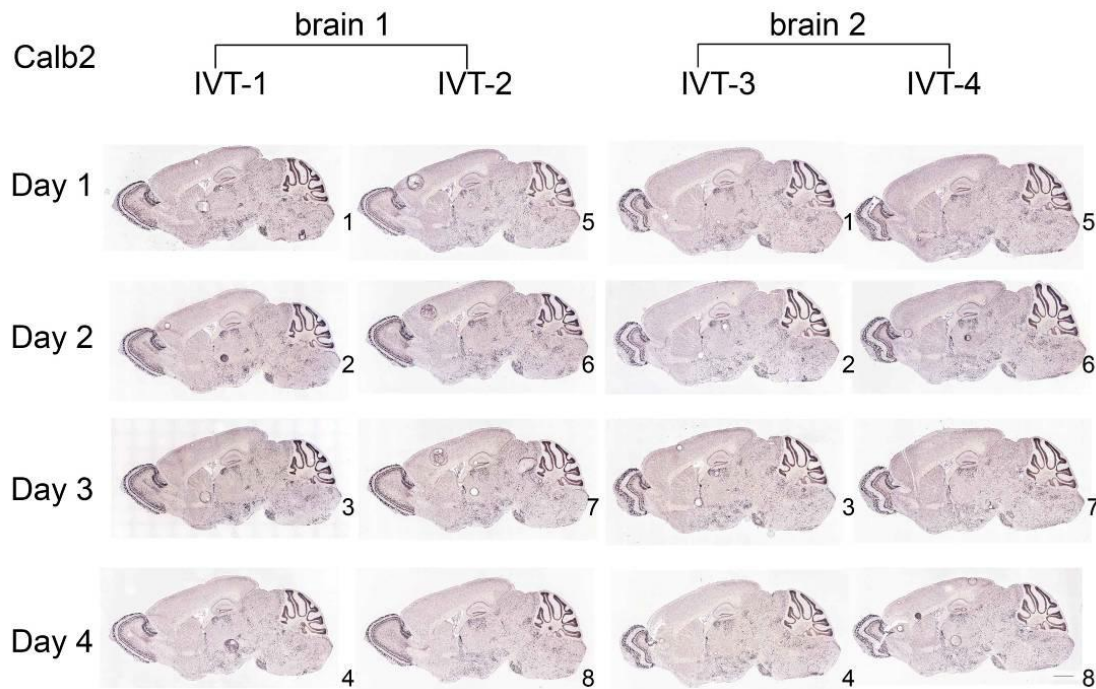 brain 1 brain 2
Calb2
IVT-1 IVT-2 IVT-3 IVT-4
Day 1
1 5 1 5
Day 2
2 6 2 6
Day 3
3 7 3 7
Day 4
4 8 4 8